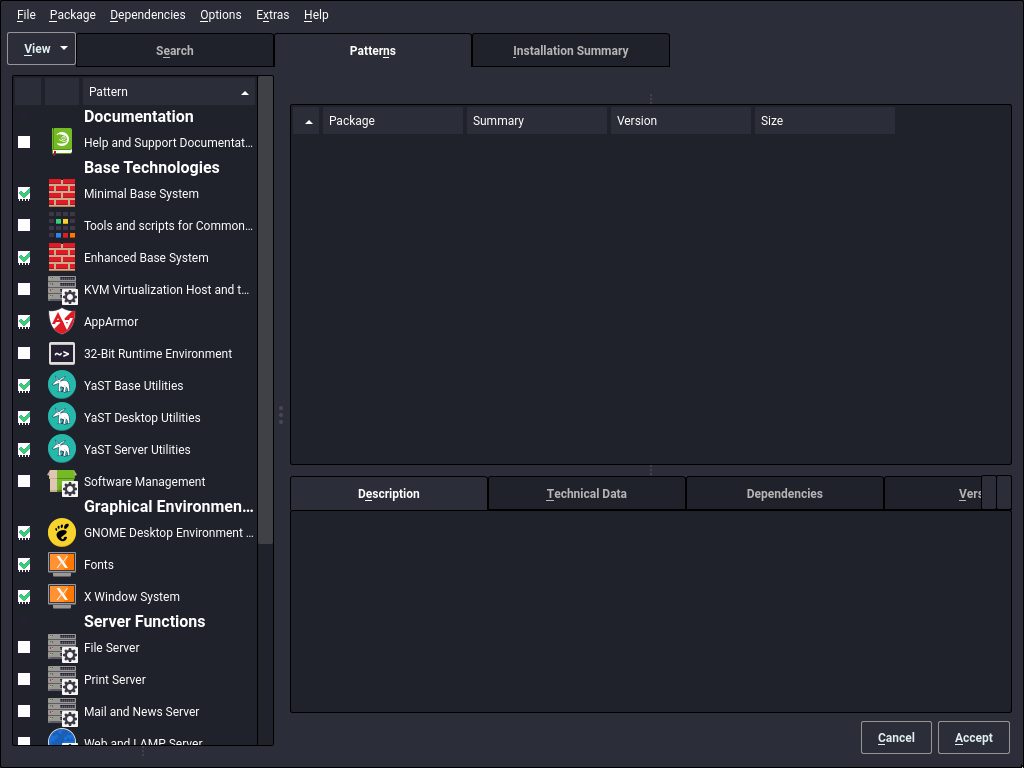 File Package Dependencies Options Extras Help
View Search Patterns Installation Summary
Pattern
Documentation
Help and Support Documentat...
Base Technologies
Minimal Base System
Tools and scripts for Common...
Enhanced Base System
KVM Virtualization Host and t...
AppArmor
32-Bit Runtime Environment
YaST Base Utilities
YaST Desktop Utilities
YaST Server Utilities
Software Management
Graphical Environmen...
GNOME Desktop Environment ...
Fonts
X Window System
Server Functions
File Server
Print Server
Mail and News Server
Web and LAMP Server
Package Summary Version Size
Description Technical Data Dependencies Vers
Cancel Accept